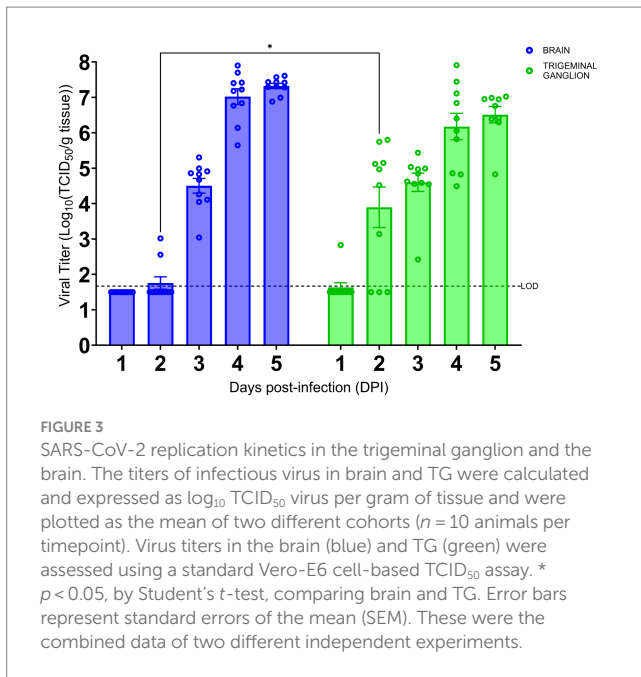 *
BRAIN
TRIGEMINAL
GANGLION
Viral Titer (Log10(TCID50/g tissue))
8
7
6
5
4
3
2
1
0
LOD
1 2 3 4 5 1 2 3 4 5
Days post-infection (DPI)
FIGURE 3
SARS-CoV-2 replication kinetics in the trigeminal ganglion and the
brain. The titers of infectious virus in brain and TG were calculated
and expressed as log10 TCID50 virus per gram of tissue and were
plotted as the mean of two different cohorts (n = 10 animals per
timepoint). Virus titers in the brain (blue) and TG (green) were
assessed using a standard Vero-E6 cell-based TCID50 assay. *
p < 0.05, by Student’s t-test, comparing brain and TG. Error bars
represent standard errors of the mean (SEM). These were the
combined data of two different independent experiments.